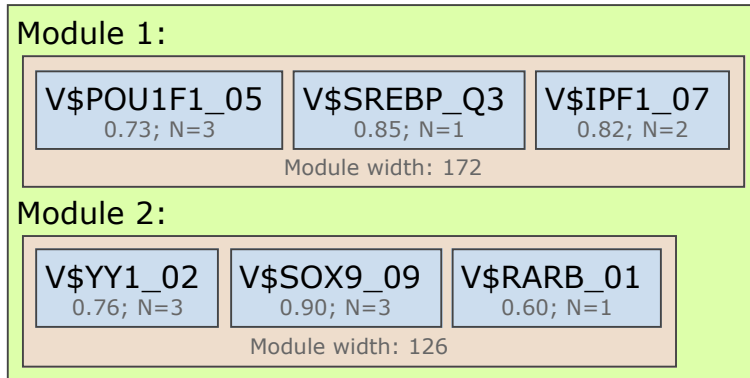 Module 1:
V$POU1F1_05 V$SREBP_Q3 V$IPF1_07
0.73; N=3 0.85; N=1 0.82; N=2
Module width: 172
Module 2:
V$YY1_02 V$SOX9_09 V$RARB_01
0.76; N=3 0.90; N=3 0.60; N=1
Module width: 126